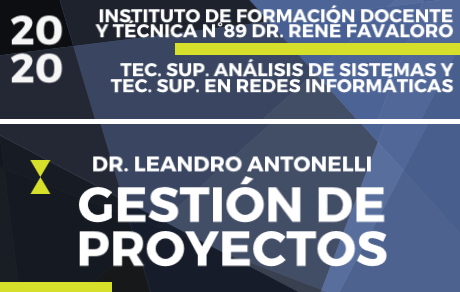 20
20
INSTITUTO DE FORMACIÓN DOCENTE
Y TÉCNICA N°89 DR. RENÉ FAVALORO
TEC. SUP. ANÁLISIS DE SISTEMAS Y
TEC. SUP. EN REDES INFORMÁTICAS
DR. LEANDRO ANTONELLI
GESTIÓN DE
PROYECTOS